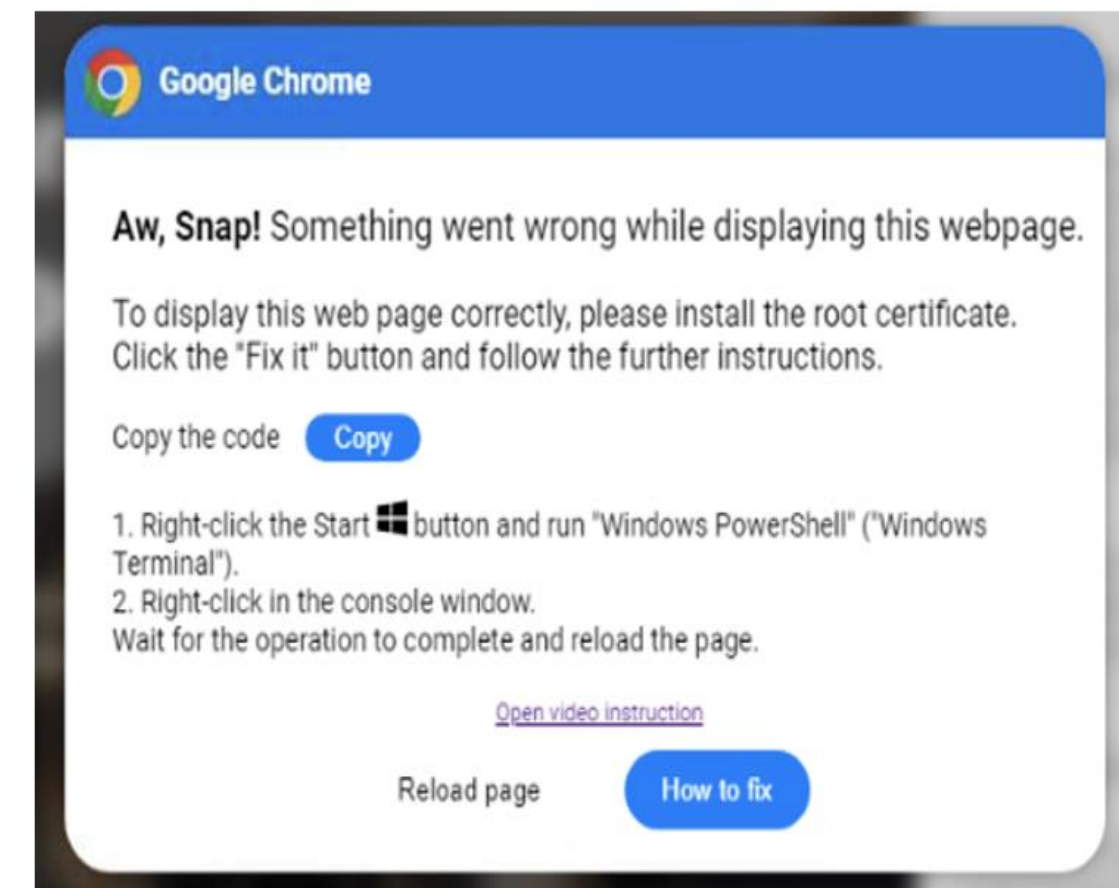 Google Chrome
Aw, Snap! Something went wrong while displaying this webpage.
To display this web page correctly, please install the root certificate.
Click the "Fix it" button and follow the further instructions.
Copy the code Copy
1. Right-click the Start button and run "Windows PowerShell" ("Windows
Terminal").
2. Right-click in the console window.
Wait for the operation to complete and reload the page.
Open video instruction
Reload page How to fix